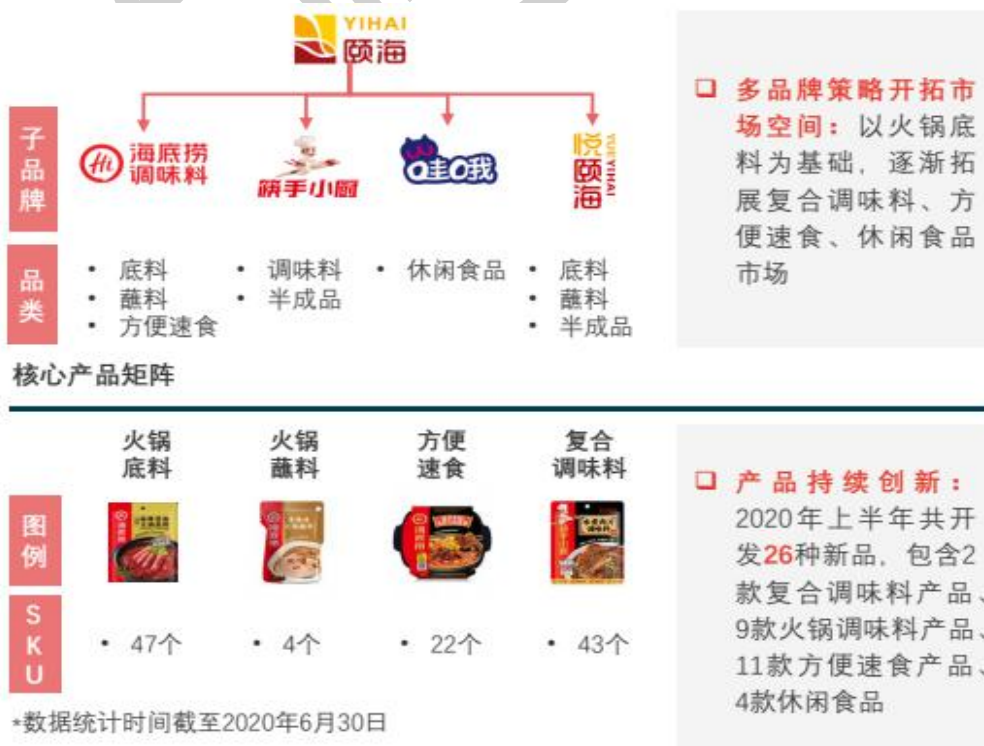 YIHAI
颐海
子品牌
海底捞
调味料
筷手小厨
哇哦
悦颐海
YUEYIHAI
品类
• 底料
• 蘸料
• 方便速食
• 调味料
• 半成品
• 休闲食品
• 底料
• 蘸料
• 半成品
多品牌策略开拓市
场空间：以火锅底
料为基础，逐渐拓
展复合调味料、方
便速食、休闲食品
市场
核心产品矩阵
火锅
底料
火锅
蘸料
方便
速食
复合
调味料
图例
SKU
• 47个
• 4个
• 22个
• 43个
产品持续创新：
2020年上半年共开
发26种新品，包含2
款复合调味料产品、
9款火锅调味料产品、
11款方便速食产品、
4款休闲食品
*数据统计时间截至2020年6月30日